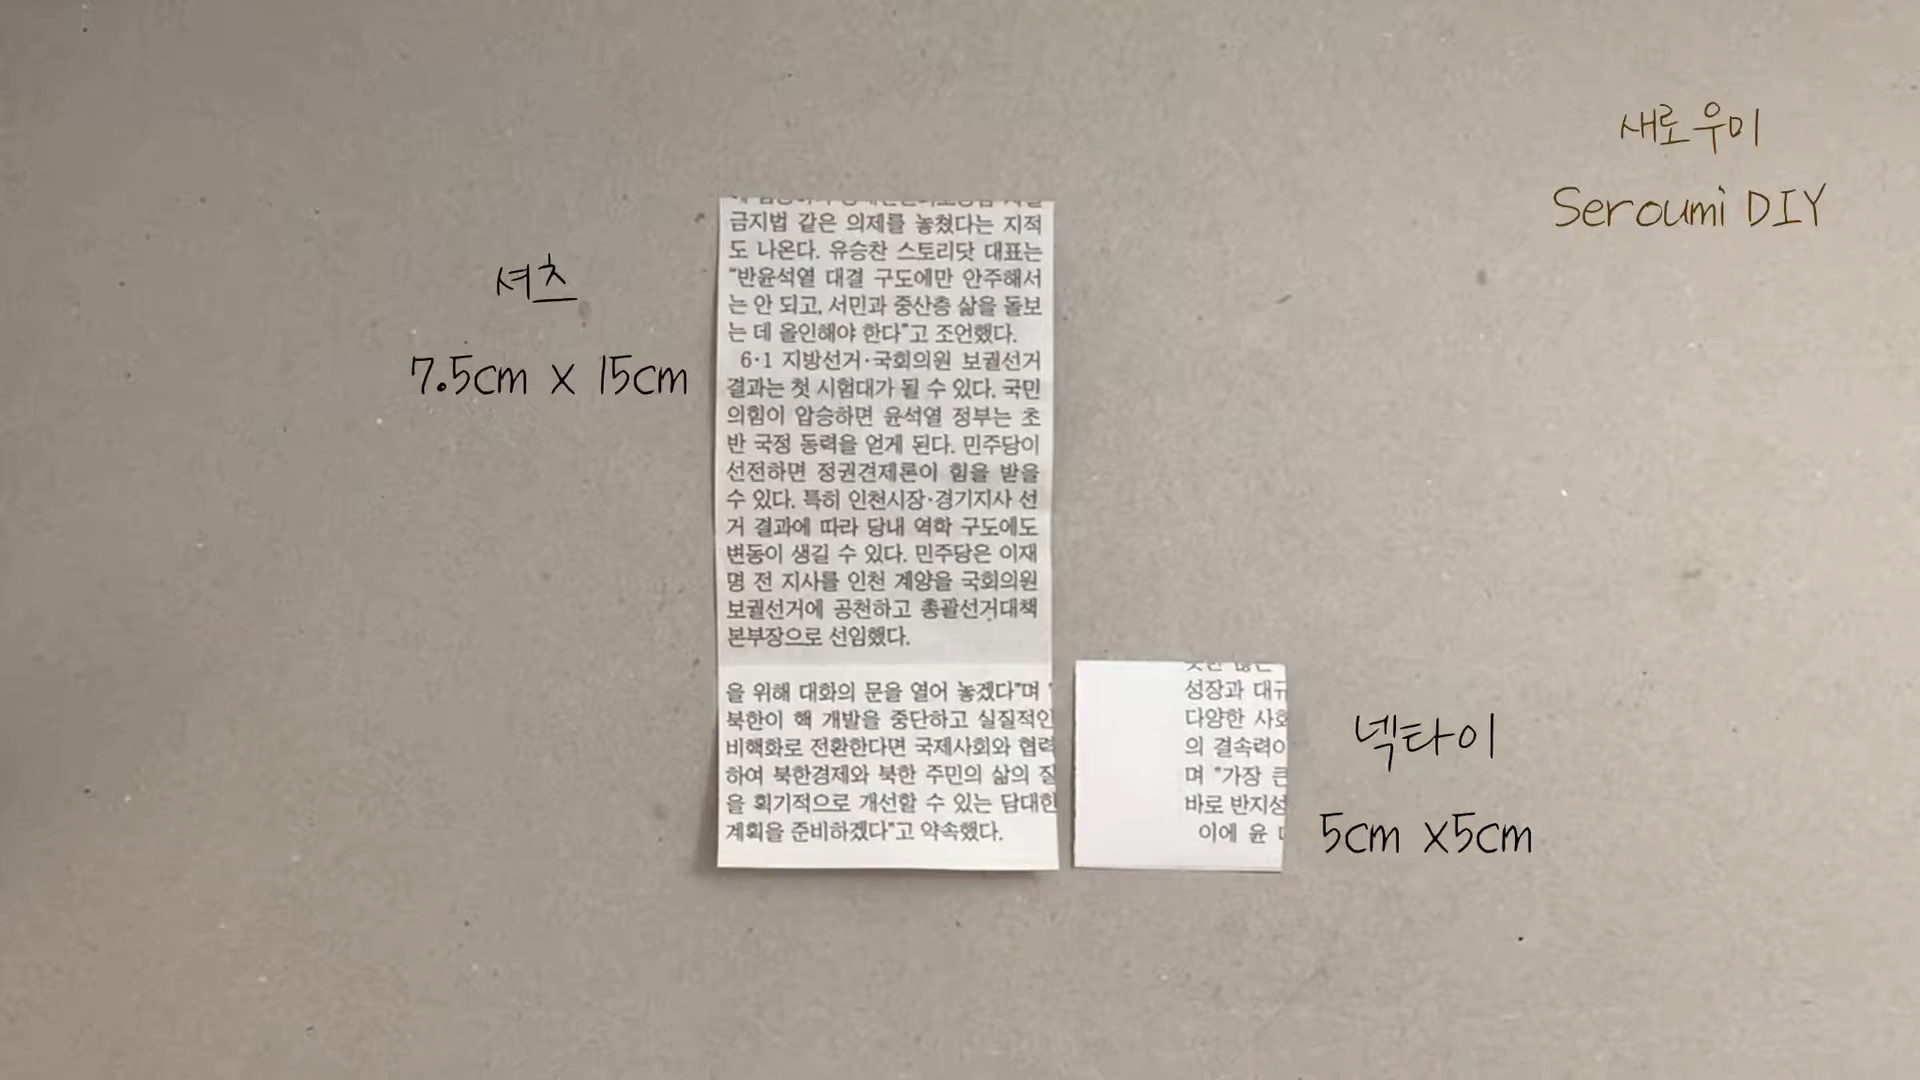 새로우미
Seroumi DIY
셔츠
7.5cm x 15cm
금지법 같은 의제를 놓쳤다는 지적
도 나온다. 유승찬 스토리닷 대표는
“반윤석열 대결 구도에만 안주해서
는 안 되고, 서민과 중산층 삶을 돌보
는 데 올인해야 한다”고 조언했다.
6·1 지방선거·국회의원 보궐선거
결과는 첫 시험대가 될 수 있다. 국민
의힘이 압승하면 윤석열 정부는 초
반 국정 동력을 얻게 된다. 민주당이
선전하면 정권견제론이 힘을 받을
수 있다. 특히 인천시장·경기지사 선
거 결과에 따라 당내 역학 구도에도
변동이 생길 수 있다. 민주당은 이재
명 전 지사를 인천 계양을 국회의원
보궐선거에 공천하고 총괄선거대책
본부장으로 선임했다.
을 위해 대화의 문을 열어 놓겠다”며
북한이 핵 개발을 중단하고 실질적인
비핵화로 전환한다면 국제사회와 협력
하여 북한경제와 북한 주민의 삶의 질
을 획기적으로 개선할 수 있는 담대한
계획을 준비하겠다”고 약속했다.
성장과 대규
다양한 사회
의 결속력이
며 “가장 큰
바로 반지성
이에 윤
넥타이
5cm x5cm